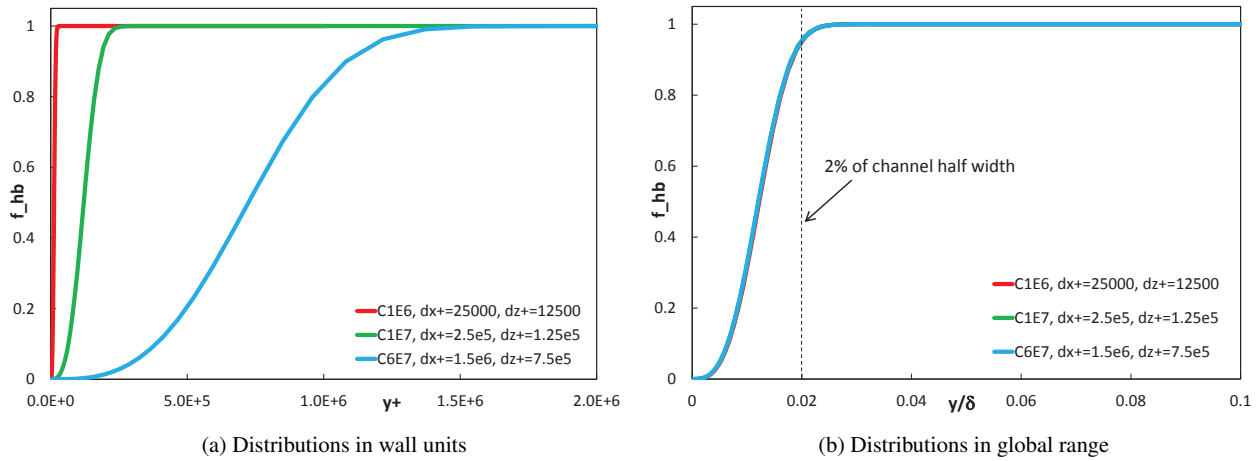 1
0.8
0.6
0.4
0.2
0
f_hb
0.0E+0
5.0E+5
1.0E+6
1.5E+6
2.0E+6
y+
C1E6, dx+=25000, dz+=12500
C1E7, dx+=2.5e5, dz+=1.25e5
C6E7, dx+=1.5e6, dz+=7.5e5
(a) Distributions in wall units
1
0.8
0.6
0.4
0.2
0
f_hb
0
0.02
0.04
0.06
0.08
0.1
y/δ
2% of channel half width
C1E6, dx+=25000, dz+=12500
C1E7, dx+=2.5e5, dz+=1.25e5
C6E7, dx+=1.5e6, dz+=7.5e5
(b) Distributions in global range